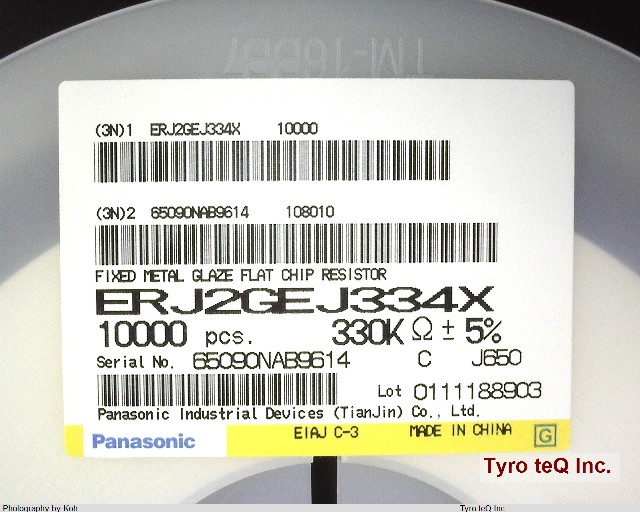 TM-16BB7
(3N)1 ERJ2GEJ334X 10000
(3N)2 65090NAB9614 108010
FIXED METAL GLAZE FLAT CHIP RESISTOR
ERJ2GEJ334X
10000 pcs. 330K Ω ± 5%
Serial No. 65090NAB9614 C J650
Lot 0111188903
Panasonic Industrial Devices (TianJin) Co., Ltd.
Panasonic EIAJ C-3 MADE IN CHINA G
Tyro teQ Inc.
Photography by Koh Tyro teQ Inc